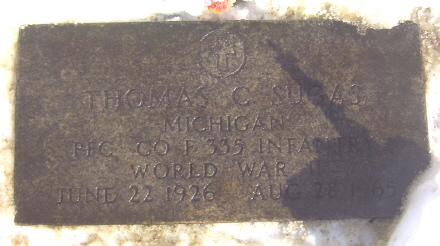 THOMAS C SUGAS
MICHIGAN
PFC CO F 335 INFANTRY
WORLD WAR II
JUNE 22 1926 AUG 28 1965